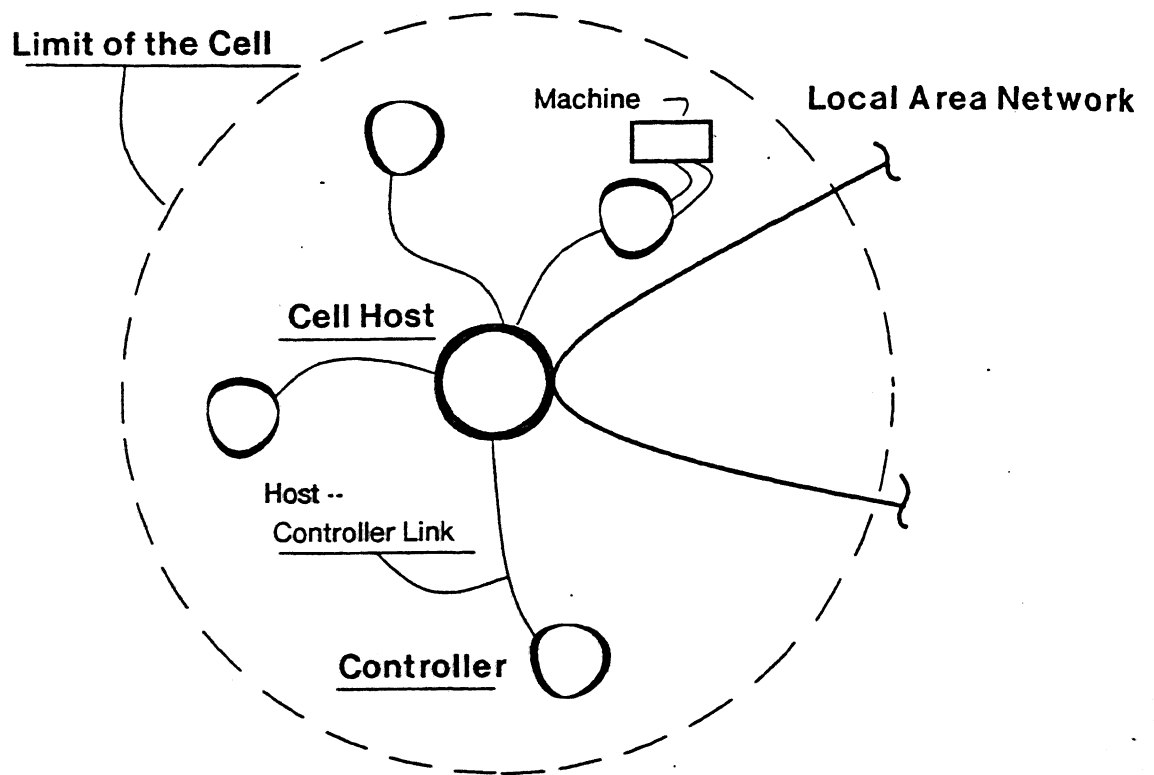 Limit of the Cell
Machine
Local Area Network
Cell Host
Host --
Controller Link
Controller